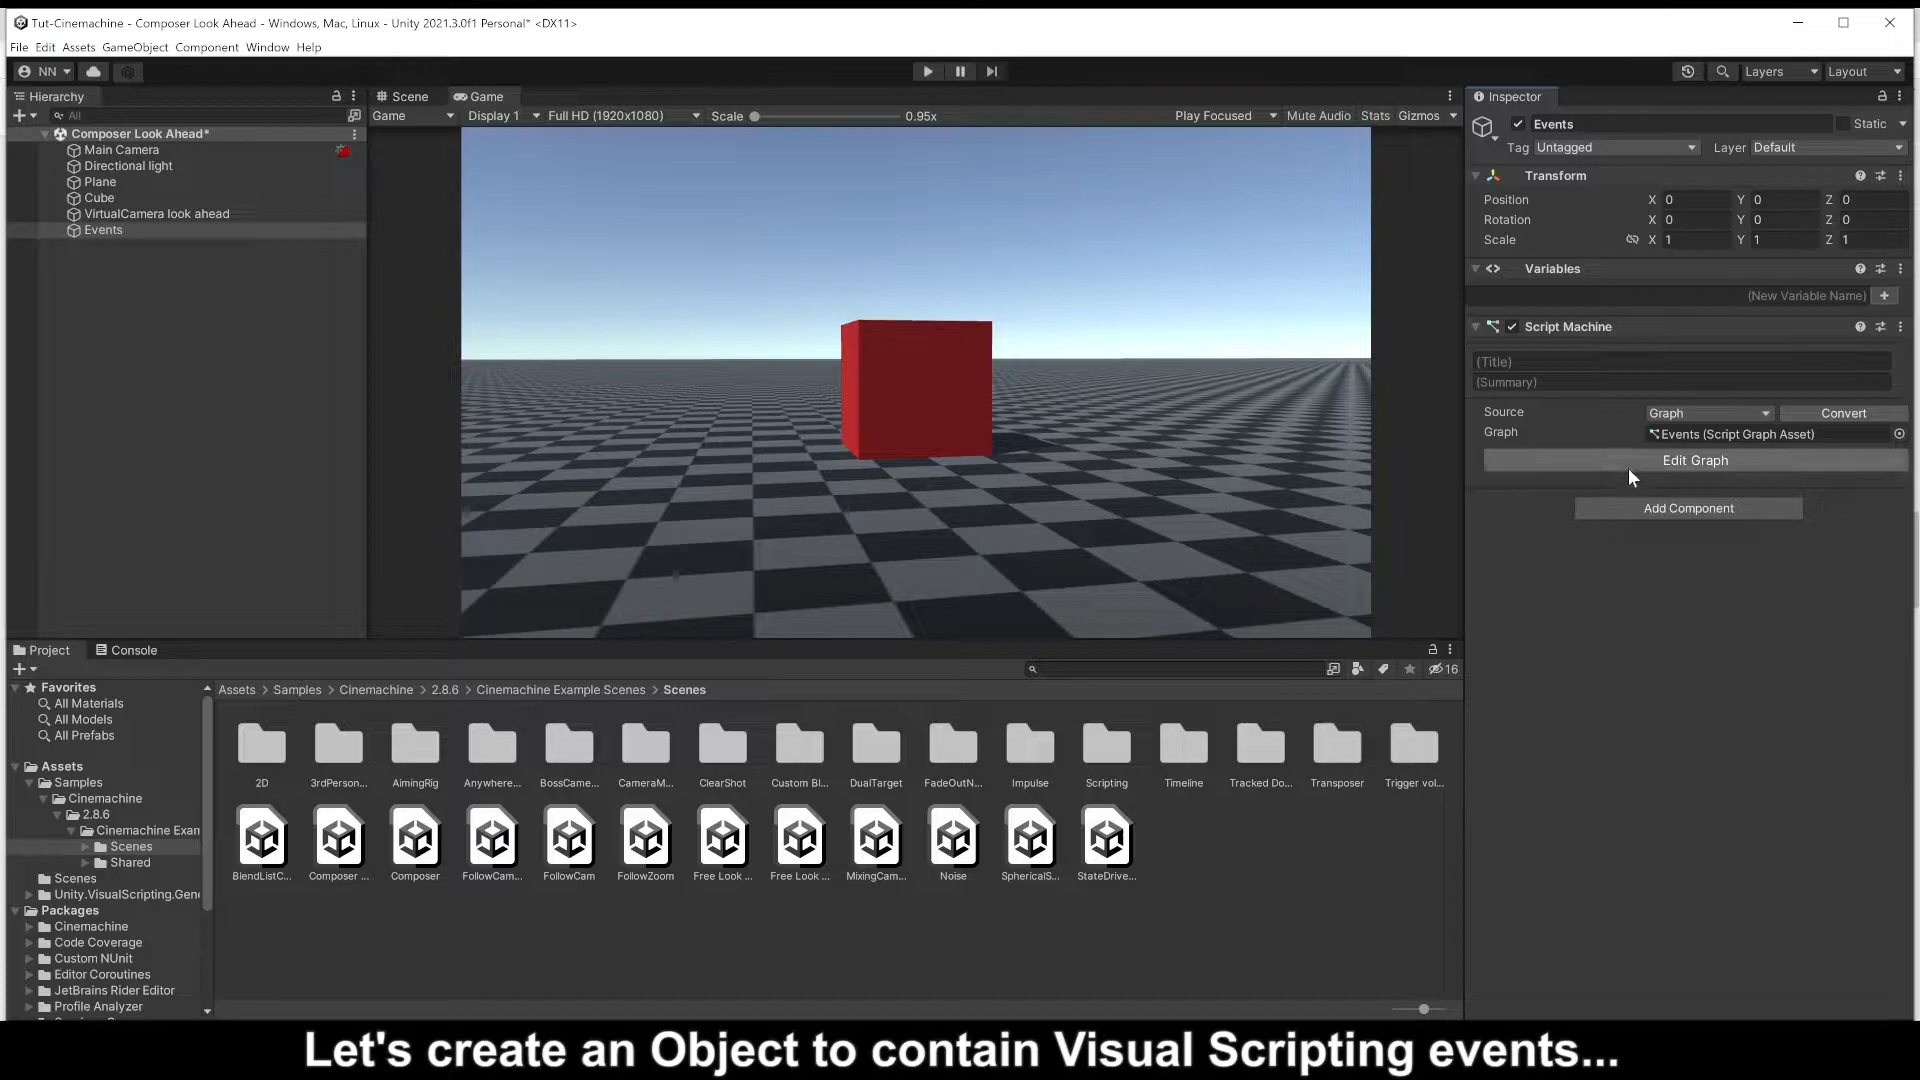 Tut-Cinemachine - Composer Look Ahead - Windows, Mac, Linux - Unity 2021.3.0f1 Personal* <DX11>
File Edit Assets GameObject Component Window Help
NN Layers Layout
Hierarchy
All
Composer Look Ahead*
Main Camera
Directional light
Plane
Cube
VirtualCamera look ahead
Events
Scene Game
Game Display 1 Full HD (1920x1080) Scale 0.95x Play Focused Mute Audio Stats Gizmos
Inspector
Events Static
Tag Untagged Layer Default
Transform
Position X 0 Y 0 Z 0
Rotation X 0 Y 0 Z 0
Scale X 1 Y 1 Z 1
Variables
(New Variable Name)
Script Machine
(Title)
(Summary)
Source Graph Convert
Graph Events (Script Graph Asset)
Edit Graph
Add Component
Project Console
16
Favorites
All Materials
All Models
All Prefabs
Assets
Samples
Cinemachine
2.8.6
Cinemachine Exan
Scenes
Shared
Scenes
Unity.VisualScripting.Gene
Packages
Cinemachine
Code Coverage
Custom NUnit
Editor Coroutines
JetBrains Rider Editor
Profile Analyzer
Assets > Samples > Cinemachine > 2.8.6 > Cinemachine Example Scenes > Scenes
2D 3rdPerson... AimingRig Anywhere... BossCame... CameraM... ClearShot Custom Bl... DualTarget FadeOutN... Impulse Scripting Timeline Tracked Do... Transposer Trigger vol...
BlendListC... Composer ... Composer FollowCam... FollowCam FollowZoom Free Look ... Free Look ... MixingCam... Noise SphericalS... StateDrive...
Let's create an Object to contain Visual Scripting events...